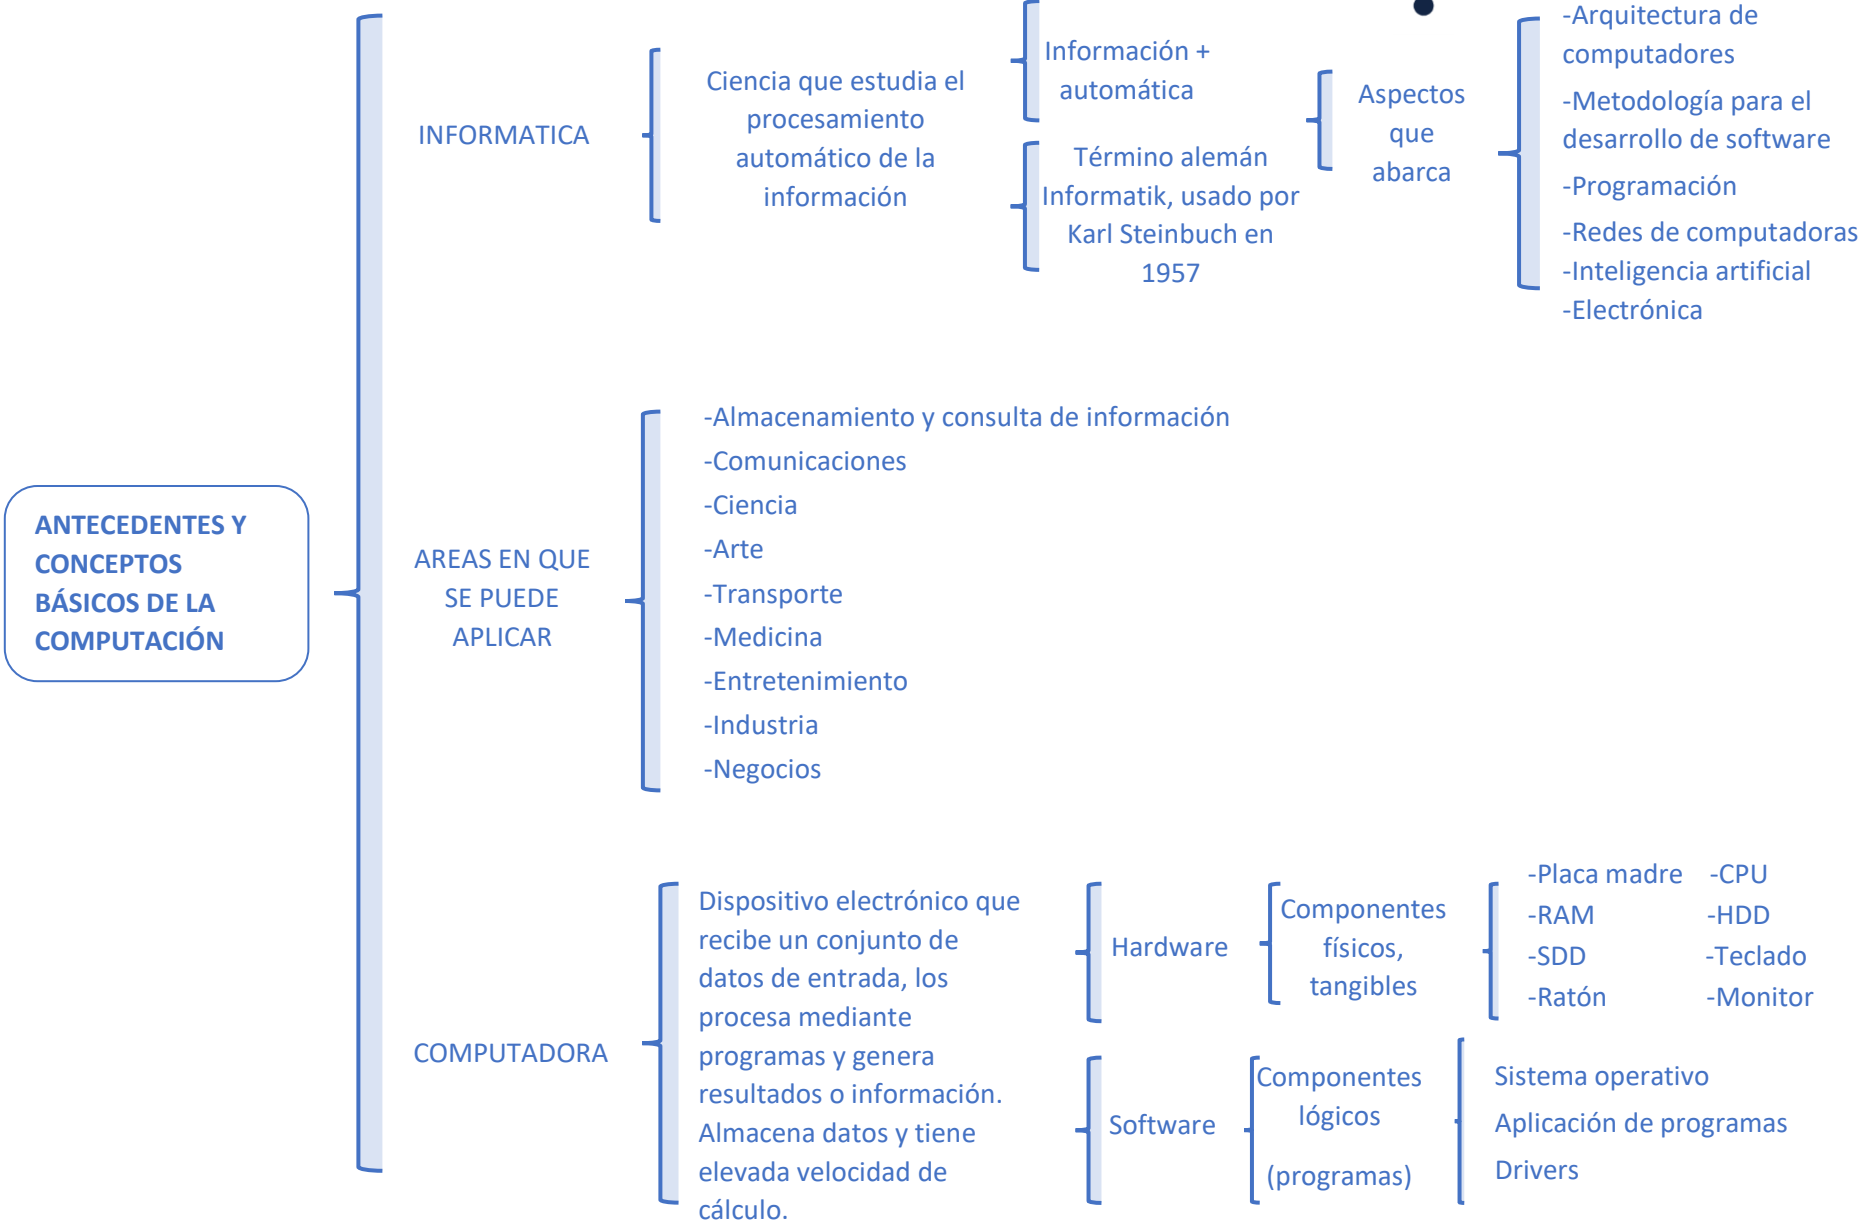 ANTECEDENTES Y
CONCEPTOS
BÁSICOS DE LA
COMPUTACIÓN
INFORMATICA
Ciencia que estudia el
procesamiento
automático de la
información
Información +
automática
Término alemán
Informatik, usado por
Karl Steinbuch en
1957
Aspectos
que
abarca
-Arquitectura de
computadores
-Metodología para el
desarrollo de software
-Programación
-Redes de computadoras
-Inteligencia artificial
-Electrónica
AREAS EN QUE
SE PUEDE
APLICAR
-Almacenamiento y consulta de información
-Comunicaciones
-Ciencia
-Arte
-Transporte
-Medicina
-Entretenimiento
-Industria
-Negocios
COMPUTADORA
Dispositivo electrónico que
recibe un conjunto de
datos de entrada, los
procesa mediante
programas y genera
resultados o información.
Almacena datos y tiene
elevada velocidad de
cálculo.
Hardware
Componentes
físicos,
tangibles
-Placa madre -CPU
-RAM -HDD
-SDD -Teclado
-Ratón -Monitor
Software
Componentes
lógicos
(programas)
Sistema operativo
Aplicación de programas
Drivers